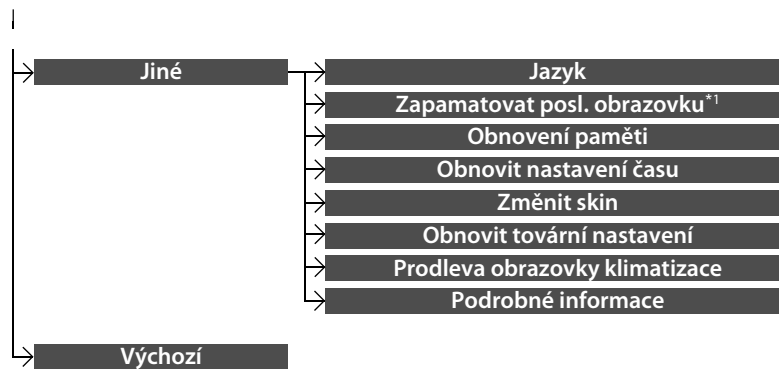 Jiné
Jazyk
Zapamatovat posl. obrazovku*1
Obnovení paměti
Obnovit nastavení času
Změnit skin
Obnovit tovární nastavení
Prodleva obrazovky klimatizace
Podrobné informace
Výchozí